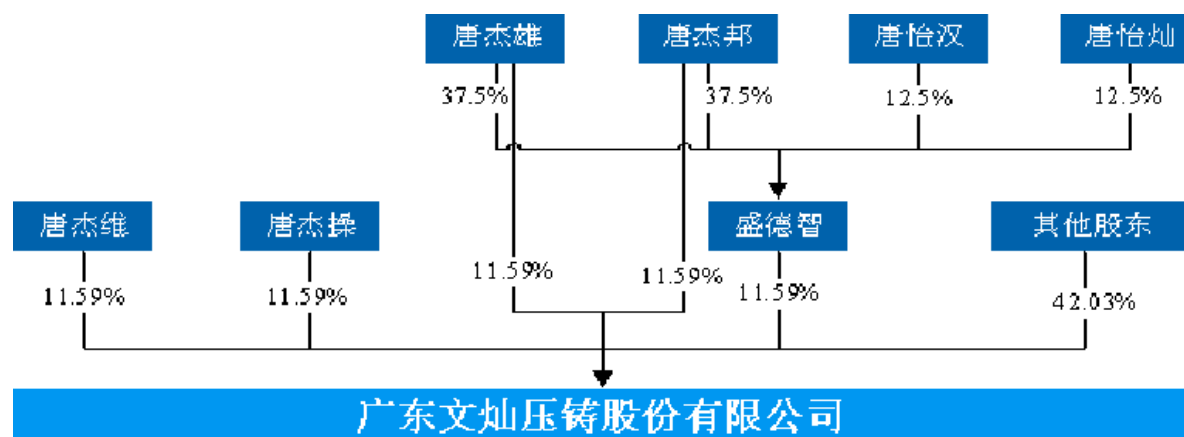 唐杰雄 唐杰邦 唐怡汉 唐怡灿
37.5% 37.5% 12.5% 12.5%
唐杰维 唐杰操 盛德智 其他股东
11.59% 11.59% 11.59% 11.59% 11.59% 42.03%
广东文灿压铸股份有限公司